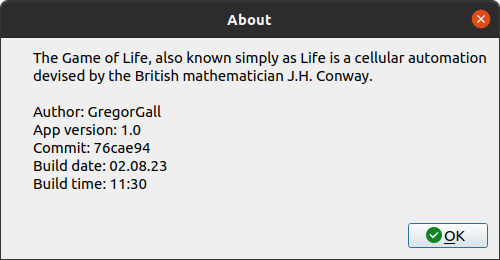 About
The Game of Life, also known simply as Life is a cellular automation
devised by the British mathematician J.H. Conway.
Author: GregorGall
App version: 1.0
Commit: 76cae94
Build date: 02.08.23
Build time: 11:30
OK